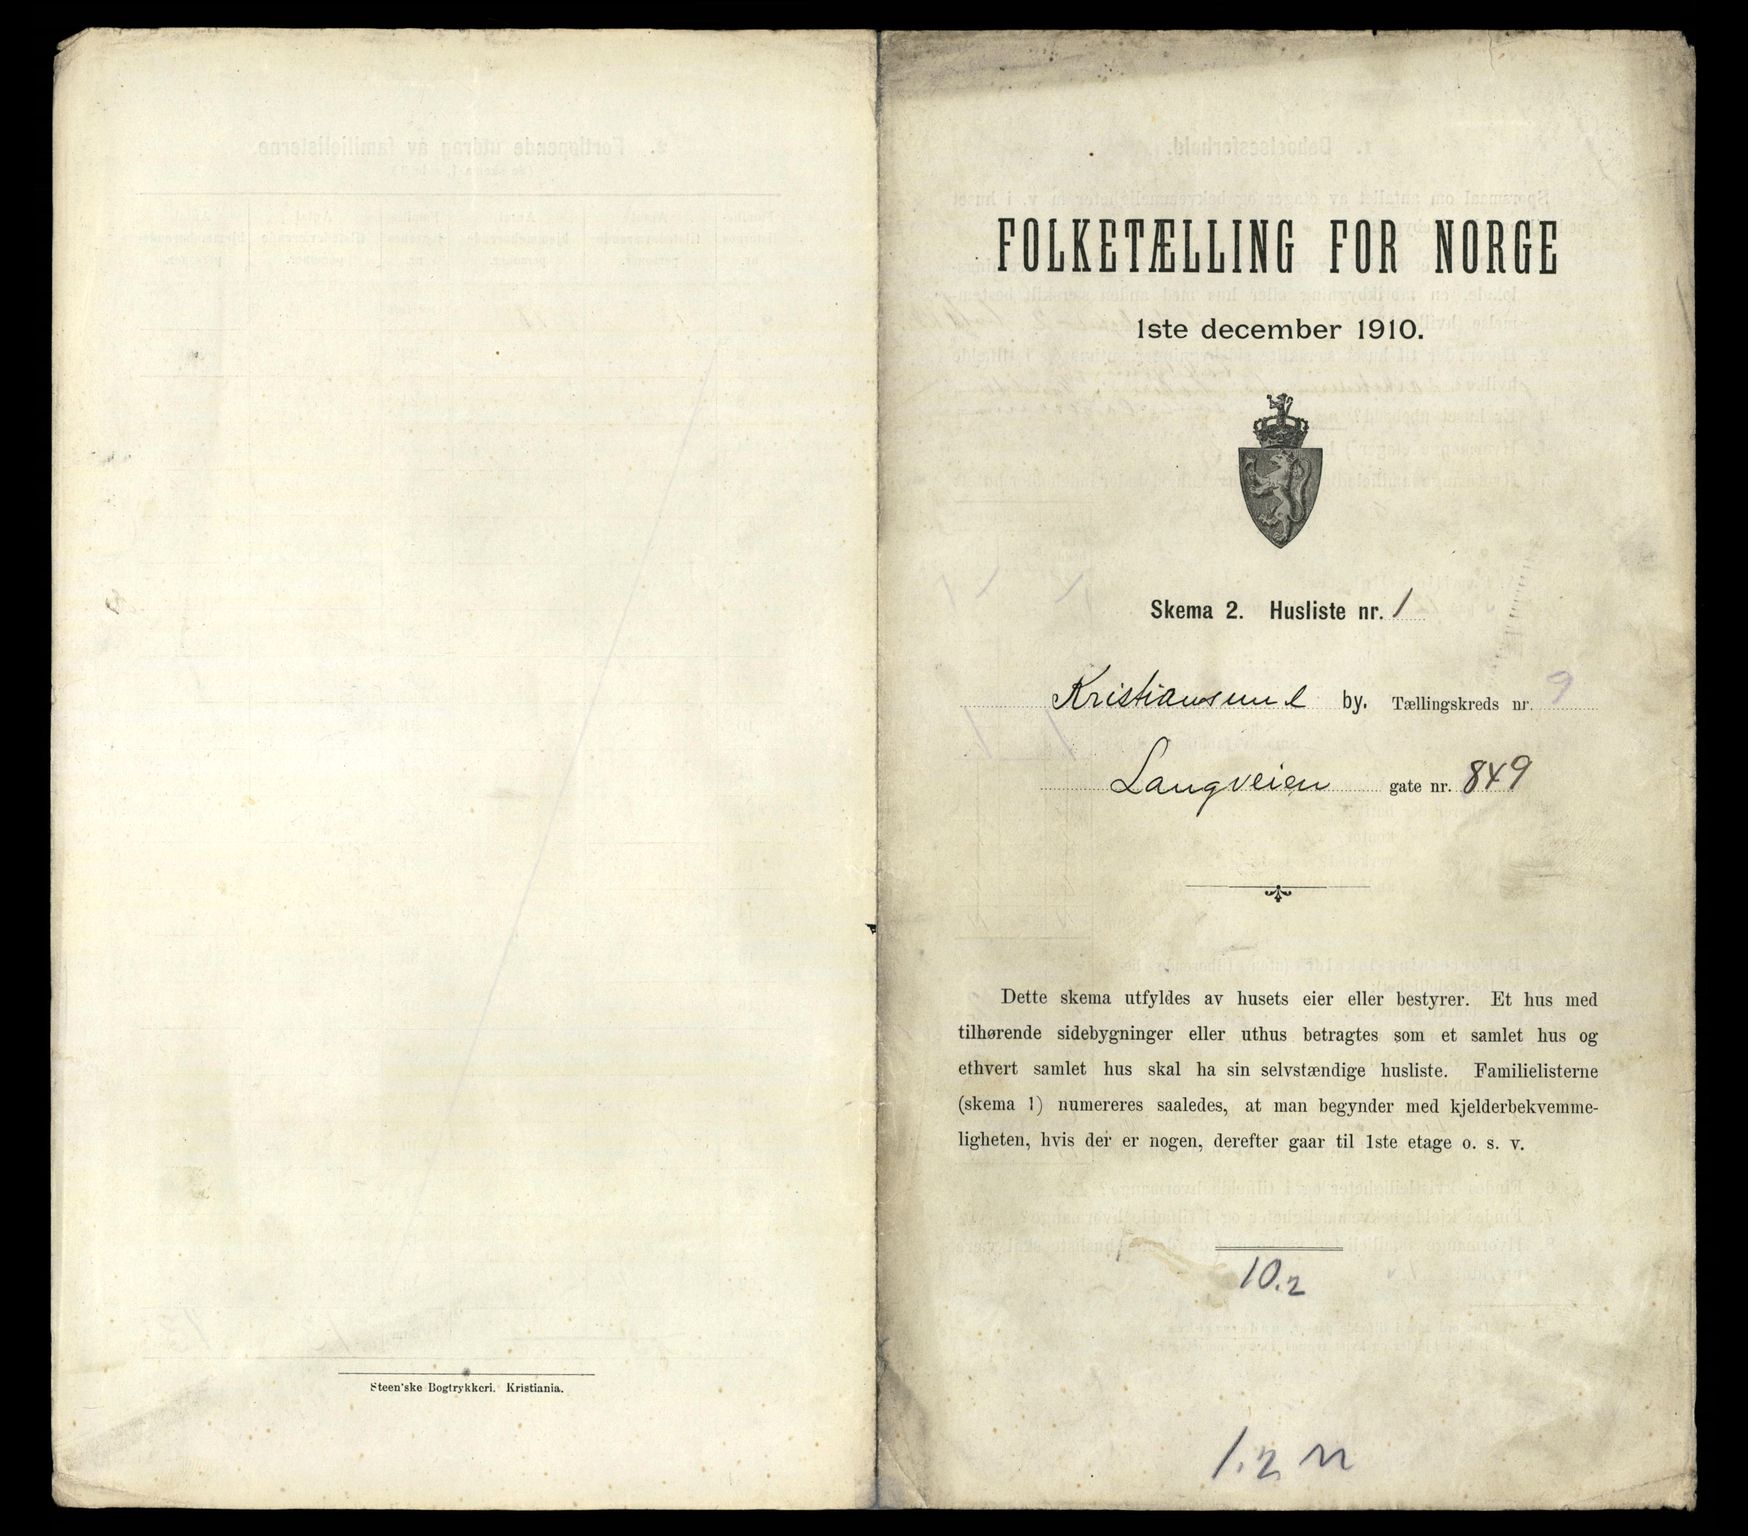 FOLKETÆLLING FOR NORGE
1ste december 1910.
Skema 2. Husliste nr. 1
Kristiansund by. Tællingskreds nr. 9
Langveien gate nr. 849
Dette skema utfyldes av husets eier eller bestyrer. Et hus med
tilhørende sidebygninger eller uthus betragtes som et samlet hus og
ethvert samlet hus skal ha sin selvstændige husliste. Familielisterne
(skema 1) numereres saaledes, at man begynder med kjelderbekvemme-
ligheten, hvis der er nogen, derefter gaar til 1ste etage o. s. v.
10.2
1.2 n
Steen'ske Bogtrykkeri. Kristiania.